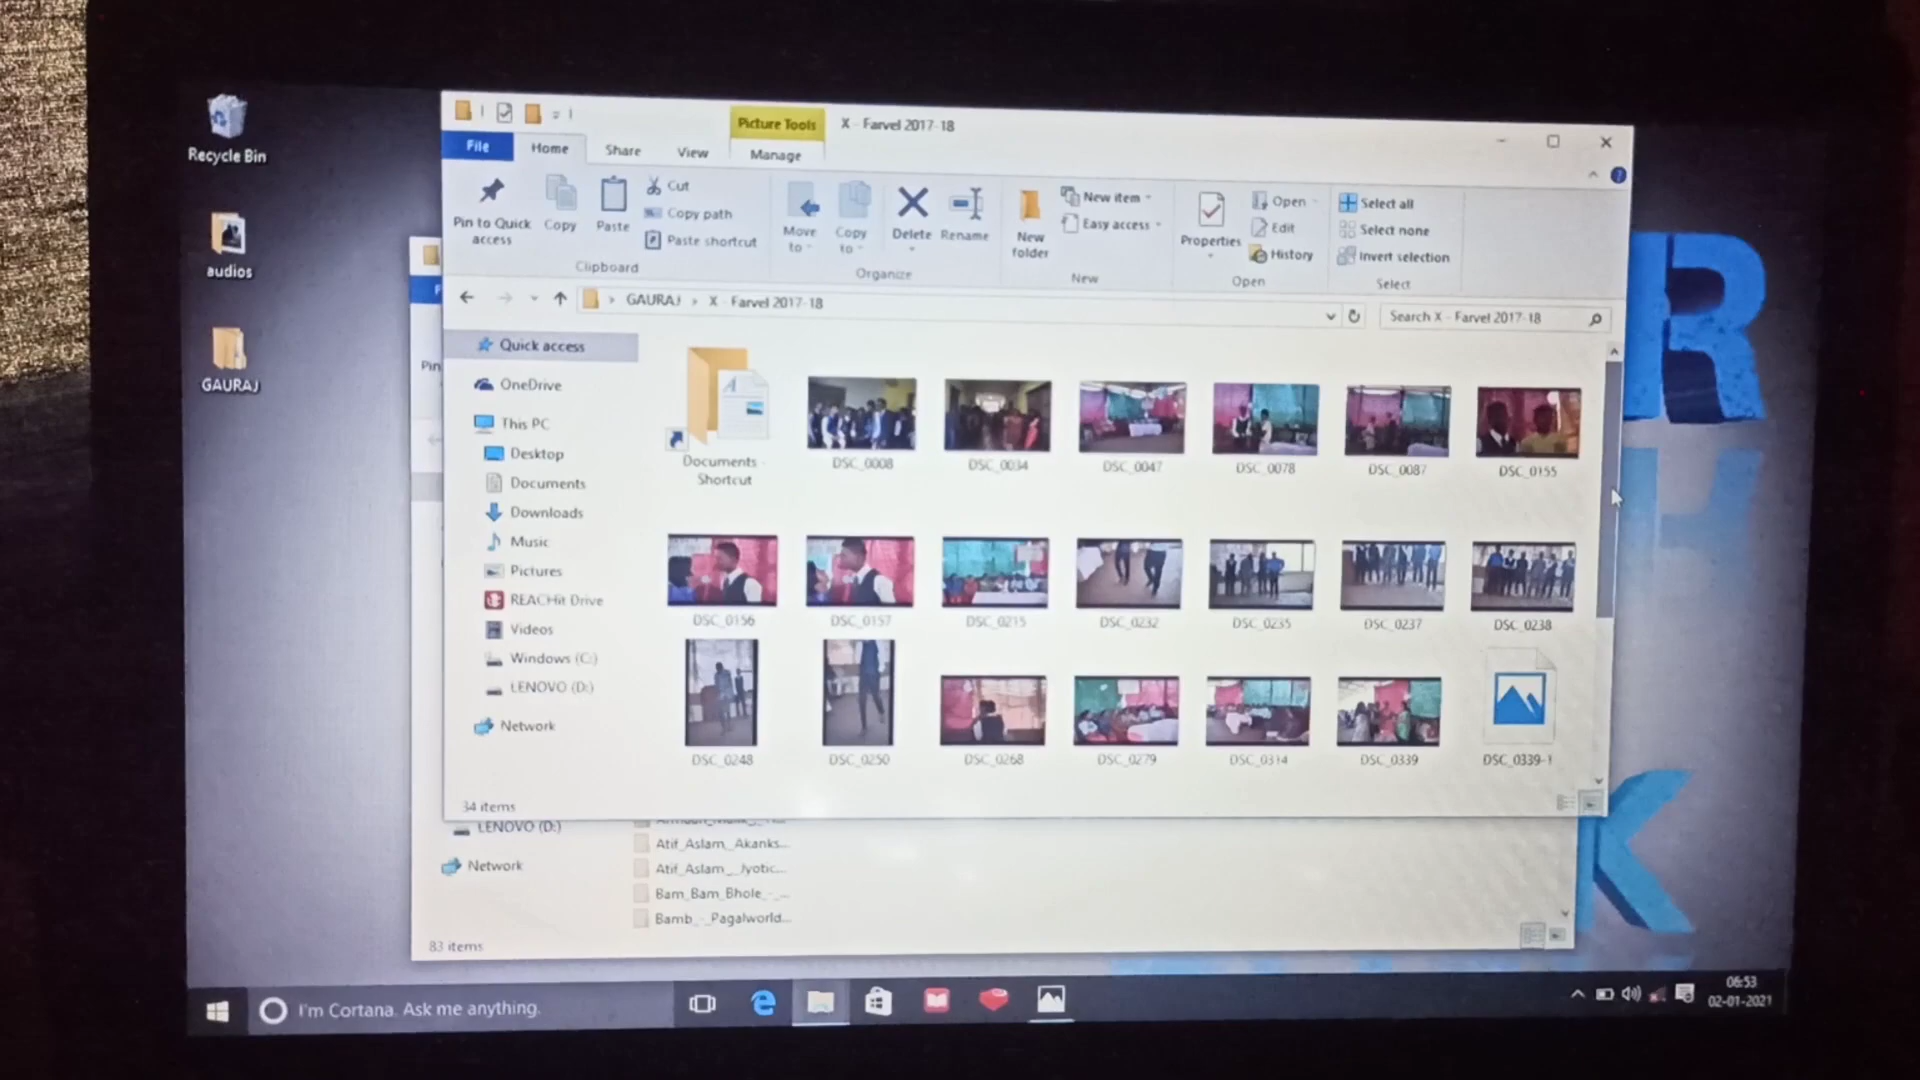 Recycle Bin
audios
GAURAJ
Picture Tools
X - Farvel 2017-18
File
Home
Share
View
Manage
Pin to Quick access
Copy
Paste
Cut
Copy path
Paste shortcut
Clipboard
Move to
Copy to
Delete
Rename
Organize
New folder
New item
Easy access
New
Properties
Open
Edit
History
Open
Select all
Select none
Invert selection
Select
GAURAJ > X - Farvel 2017-18
Search X - Farvel 2017-18
Quick access
OneDrive
This PC
Desktop
Documents
Downloads
Music
Pictures
REACHit Drive
Videos
Windows (C:)
LENOVO (D:)
Network
Documents - Shortcut
DSC_0008
DSC_0034
DSC_0047
DSC_0078
DSC_0087
DSC_0155
DSC_0156
DSC_0157
DSC_0215
DSC_0232
DSC_0235
DSC_0237
DSC_0238
DSC_0248
DSC_0250
DSC_0268
DSC_0279
DSC_0314
DSC_0339
DSC_0339-1
34 items
Pin
LENOVO (D:)
Network
Atif_Aslam_Akanks...
Atif_Aslam_-_Jyotic...
Bam_Bam_Bhole_-_...
Bamb_-_Pagalworld...
83 items
R
K
I'm Cortana. Ask me anything.
06:53
02-01-2021